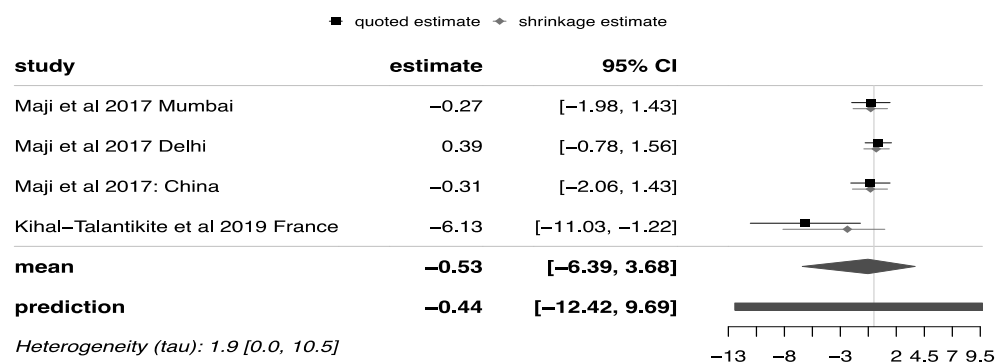 quoted estimate shrinkage estimate
study estimate 95% CI
Maji et al 2017 Mumbai −0.27 [−1.98, 1.43]
Maji et al 2017 Delhi 0.39 [−0.78, 1.56]
Maji et al 2017: China −0.31 [−2.06, 1.43]
Kihal−Talantikite et al 2019 France −6.13 [−11.03, −1.22]
mean −0.53 [−6.39, 3.68]
prediction −0.44 [−12.42, 9.69]
Heterogeneity (tau): 1.9 [0.0, 10.5]
−13 −8 −3 2 4.5 7 9.5